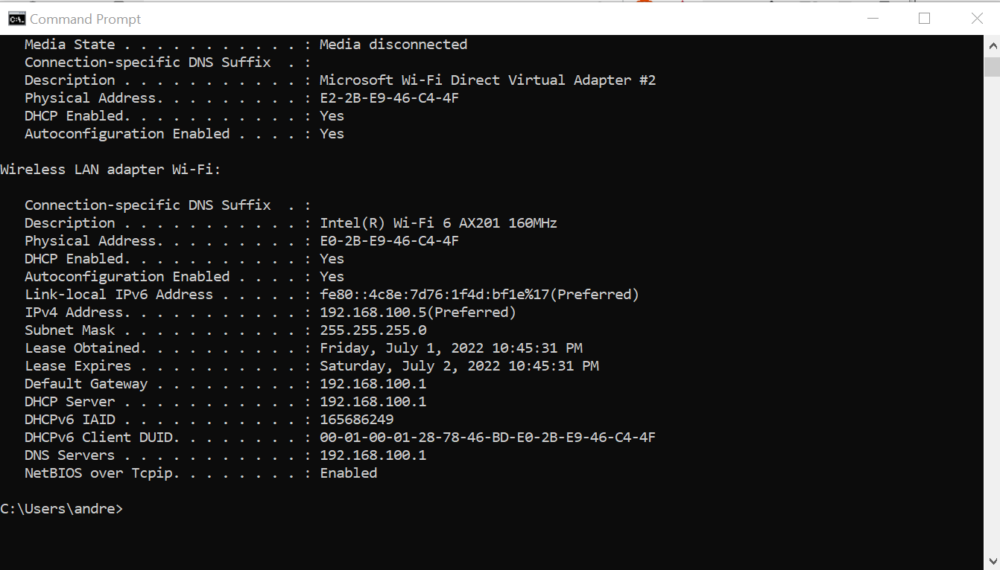 Command Prompt
Media State . . . . . . . . . . . : Media disconnected
Connection-specific DNS Suffix  . :
Description . . . . . . . . . . . : Microsoft Wi-Fi Direct Virtual Adapter #2
Physical Address. . . . . . . . . : E2-2B-E9-46-C4-4F
DHCP Enabled. . . . . . . . . . . : Yes
Autoconfiguration Enabled . . . . : Yes
Wireless LAN adapter Wi-Fi:
Connection-specific DNS Suffix  . :
Description . . . . . . . . . . . : Intel(R) Wi-Fi 6 AX201 160MHz
Physical Address. . . . . . . . . : E0-2B-E9-46-C4-4F
DHCP Enabled. . . . . . . . . . . : Yes
Autoconfiguration Enabled . . . . : Yes
Link-local IPv6 Address . . . . . : fe80::4c8e:7d76:1f4d:bf1e%17(Preferred)
IPv4 Address. . . . . . . . . . . : 192.168.100.5(Preferred)
Subnet Mask . . . . . . . . . . . : 255.255.255.0
Lease Obtained. . . . . . . . . . : Friday, July 1, 2022 10:45:31 PM
Lease Expires . . . . . . . . . . : Saturday, July 2, 2022 10:45:31 PM
Default Gateway . . . . . . . . . : 192.168.100.1
DHCP Server . . . . . . . . . . . : 192.168.100.1
DHCPv6 IAID . . . . . . . . . . . : 165686249
DHCPv6 Client DUID. . . . . . . . : 00-01-00-01-28-78-46-BD-E0-2B-E9-46-C4-4F
DNS Servers . . . . . . . . . . . : 192.168.100.1
NetBIOS over Tcpip. . . . . . . . : Enabled
C:\Users\andre>